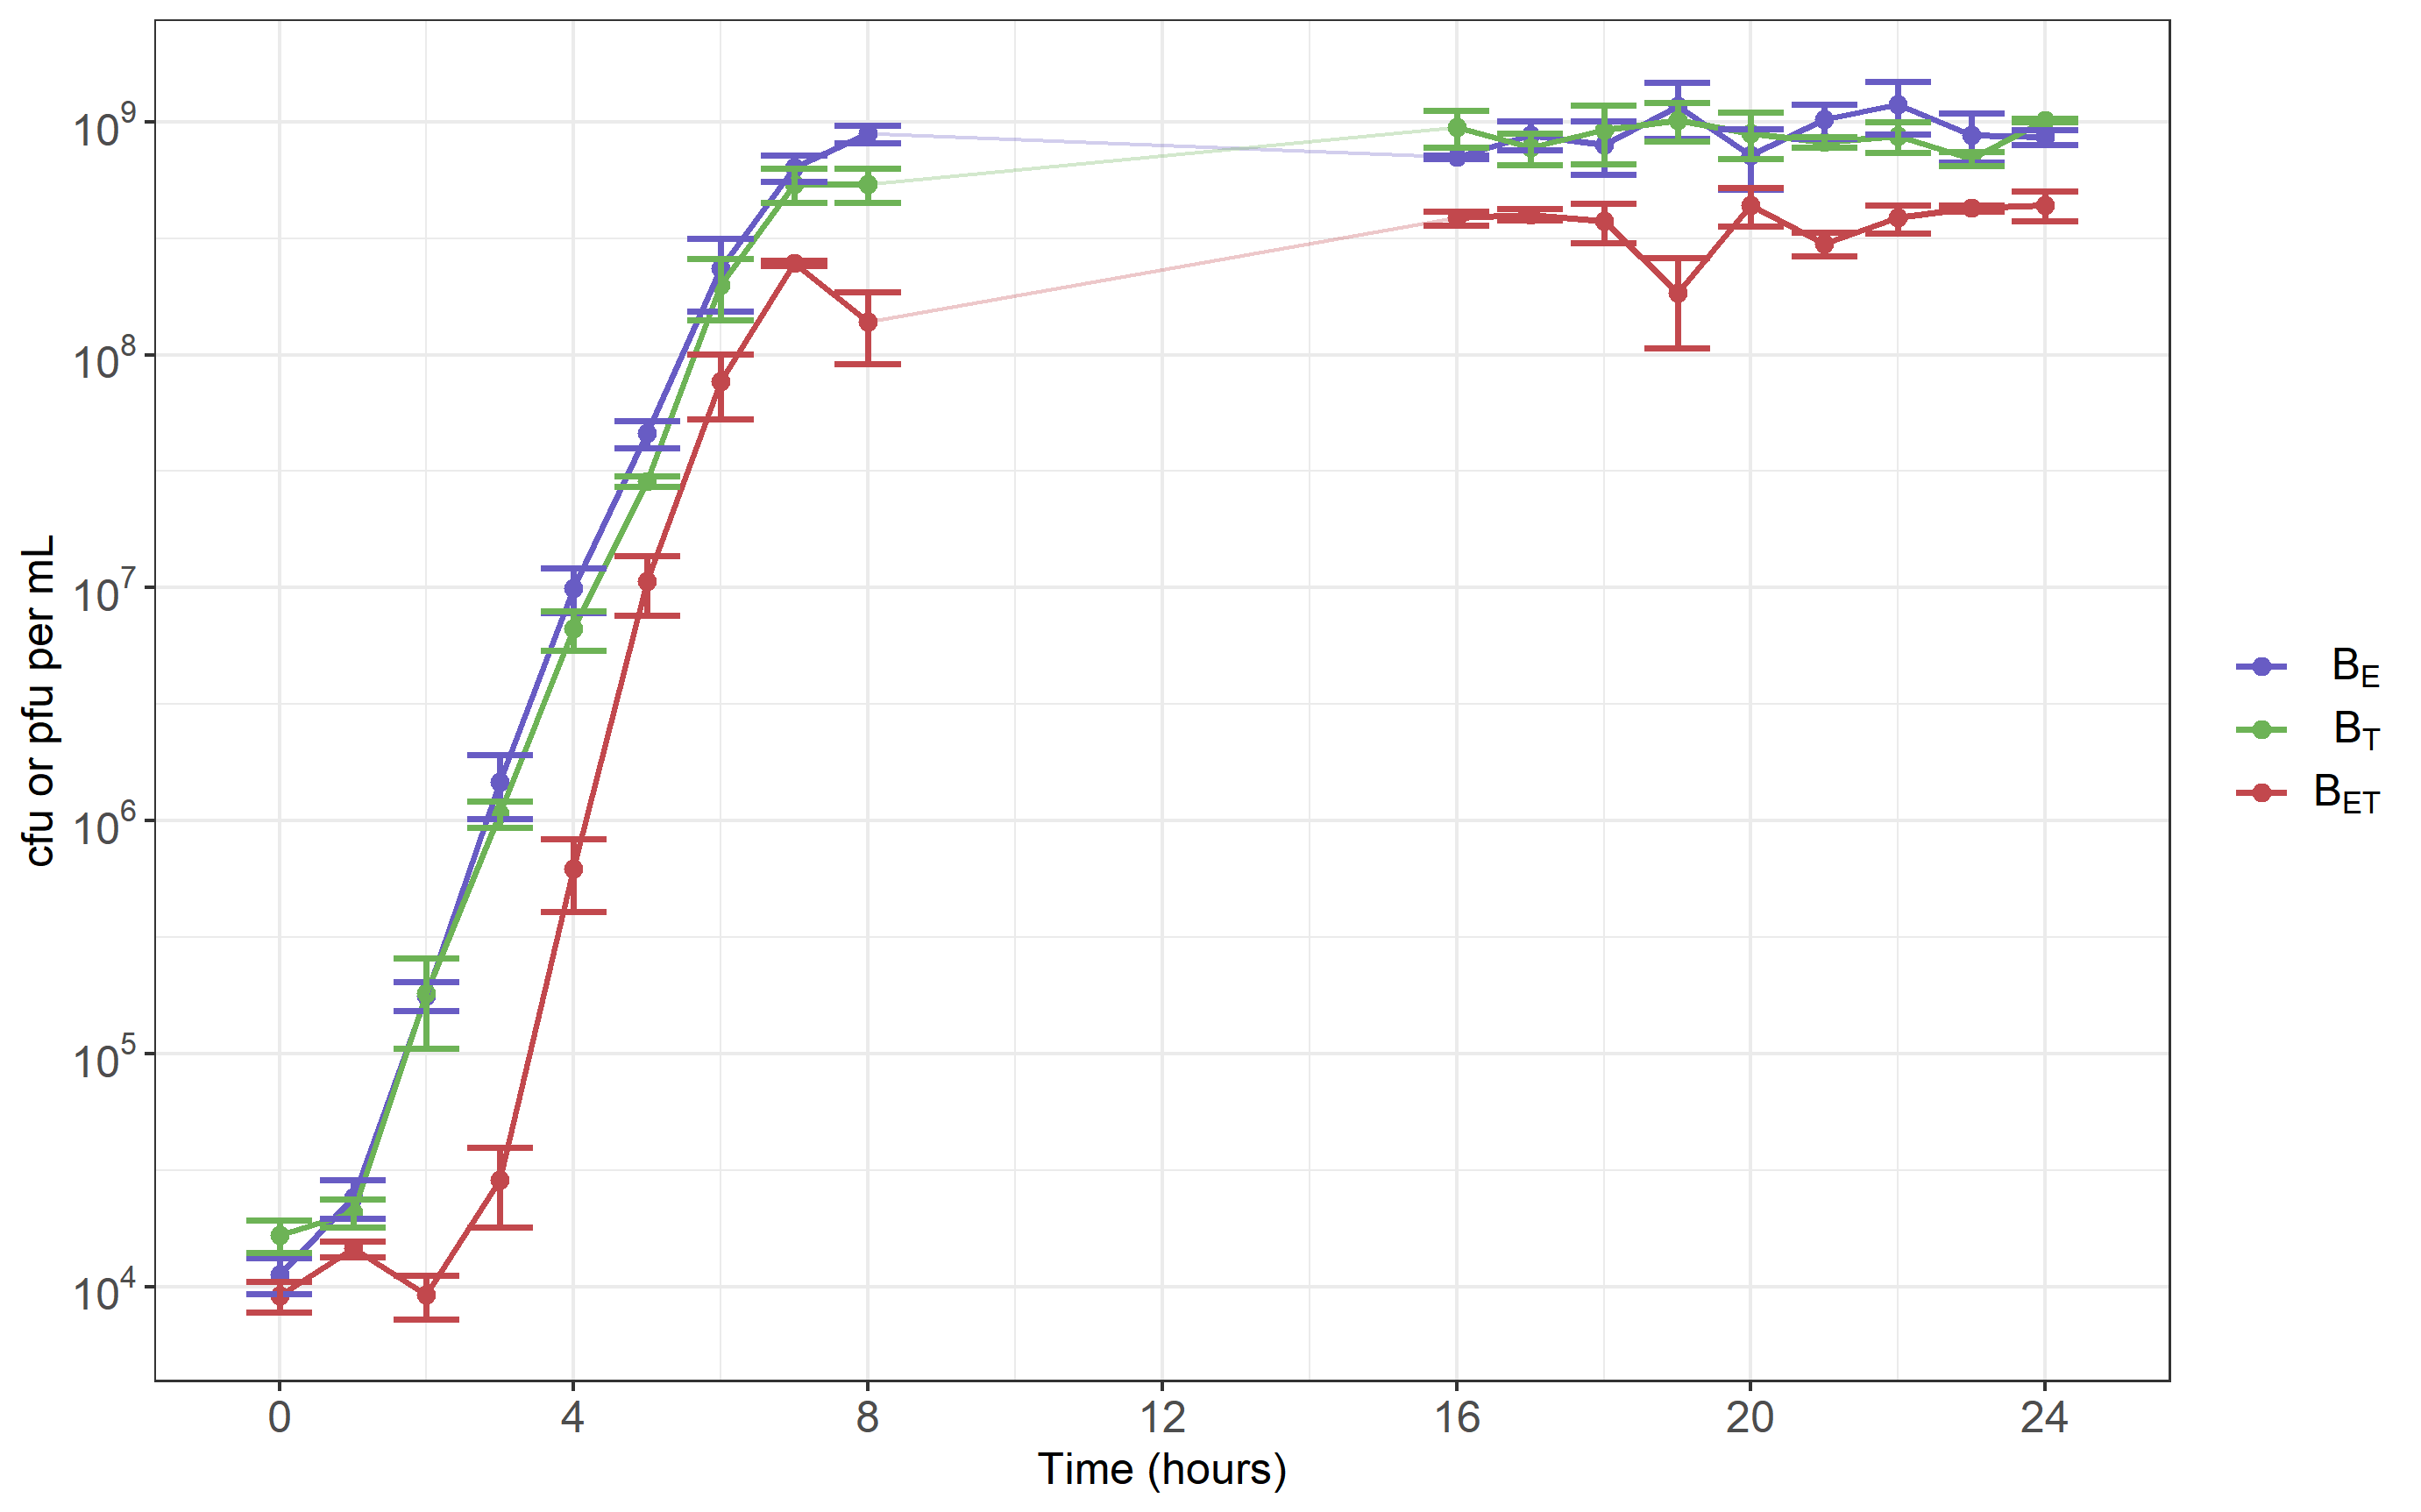 cfu or pfu per mL
10⁹
10⁸
10⁷
10⁶
10⁵
10⁴
0 4 8 12 16 20 24
Time (hours)
B_E
B_T
B_ET